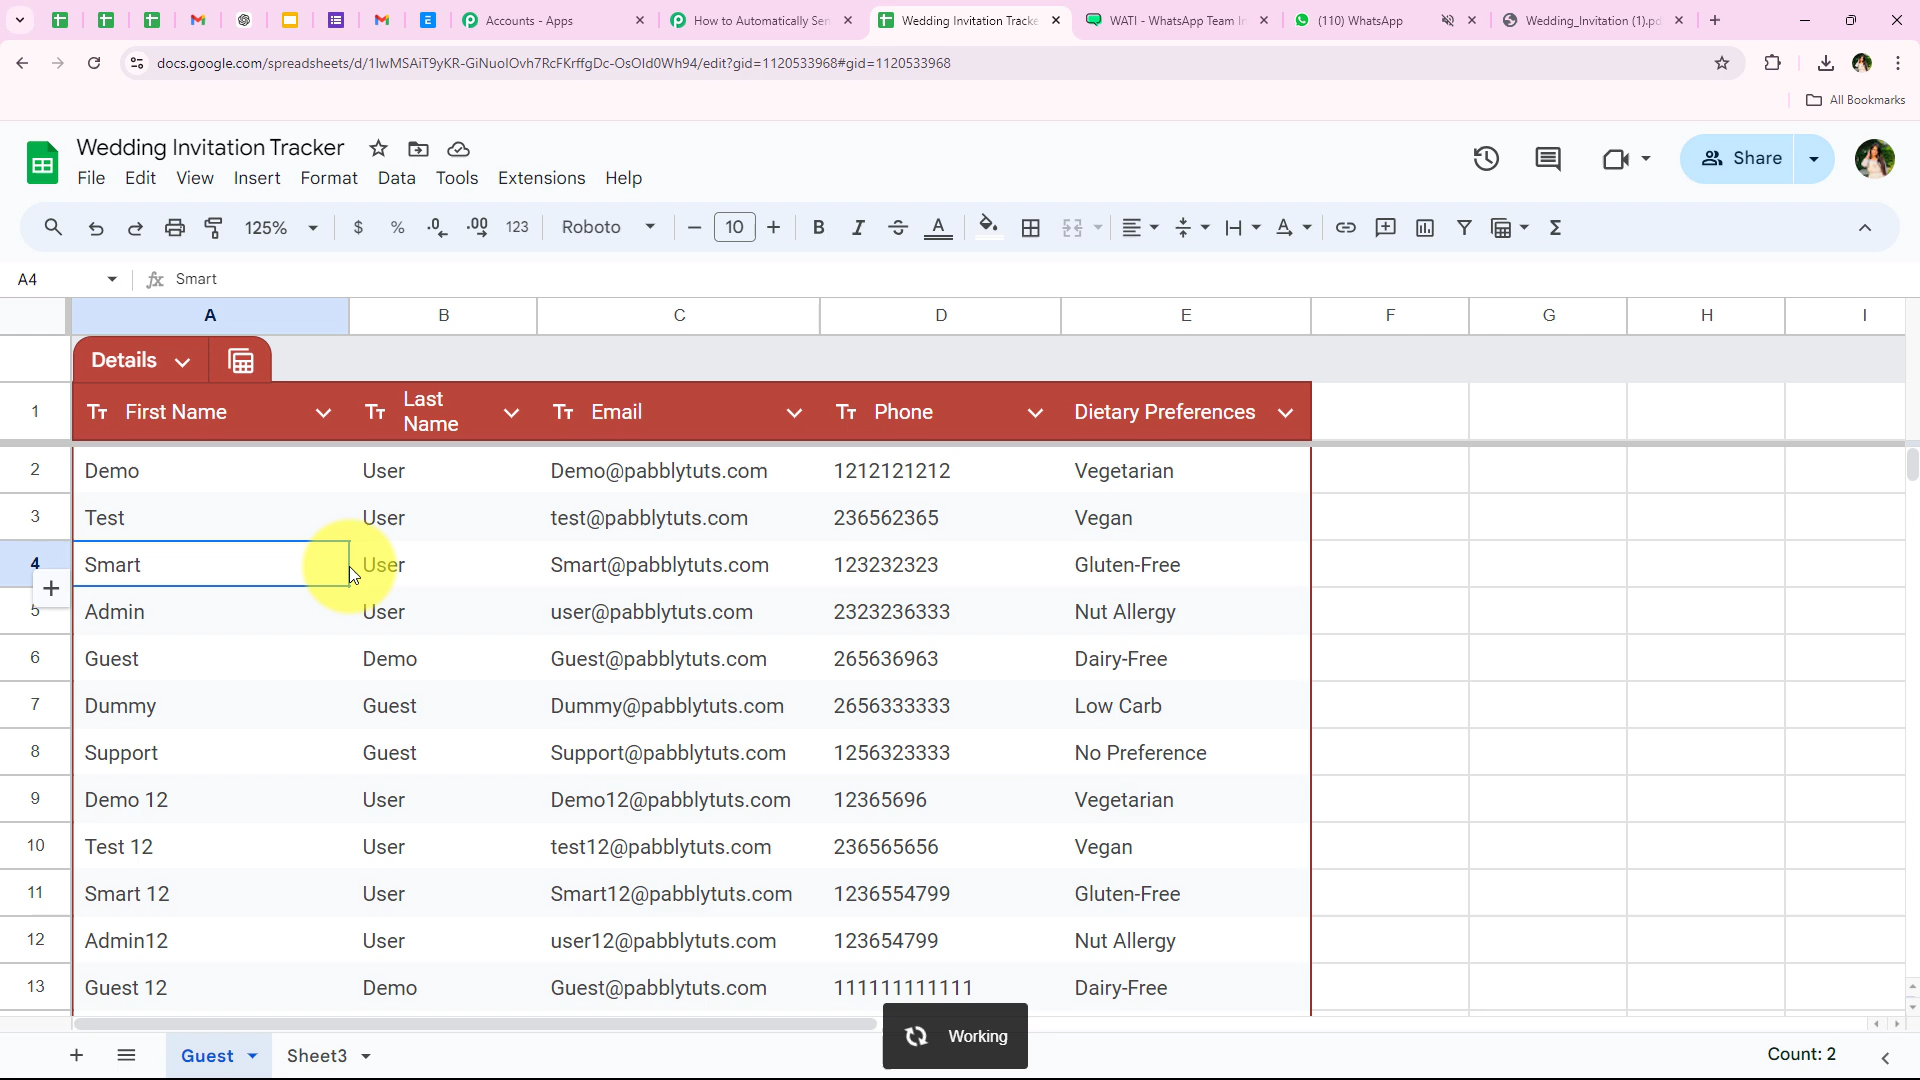 Accounts - Apps
How to Automatically Sen
Wedding Invitation Tracke
WATI - WhatsApp Team In
(110) WhatsApp
Wedding_Invitation (1).pd
docs.google.com/spreadsheets/d/1IwMSAiT9yKR-GiNuoIOvh7RcFKrffgDc-OsOId0Wh94/edit?gid=1120533968#gid=1120533968
All Bookmarks
Wedding Invitation Tracker
File Edit View Insert Format Data Tools Extensions Help
Share
125% $ % .0 .00 123 Roboto 10 B I S A
A4 fx Smart
A B C D E F G H I
Details
1 First Name Last Name Email Phone Dietary Preferences
2 Demo User Demo@pabblytuts.com 1212121212 Vegetarian
3 Test User test@pabblytuts.com 236562365 Vegan
4 Smart User Smart@pabblytuts.com 123232323 Gluten-Free
5 Admin User user@pabblytuts.com 2323236333 Nut Allergy
6 Guest Demo Guest@pabblytuts.com 265636963 Dairy-Free
7 Dummy Guest Dummy@pabblytuts.com 2656333333 Low Carb
8 Support Guest Support@pabblytuts.com 1256323333 No Preference
9 Demo 12 User Demo12@pabblytuts.com 12365696 Vegetarian
10 Test 12 User test12@pabblytuts.com 236565656 Vegan
11 Smart 12 User Smart12@pabblytuts.com 1236554799 Gluten-Free
12 Admin12 User user12@pabblytuts.com 123654799 Nut Allergy
13 Guest 12 Demo Guest@pabblytuts.com 111111111111 Dairy-Free
Working
Guest Sheet3 Count: 2